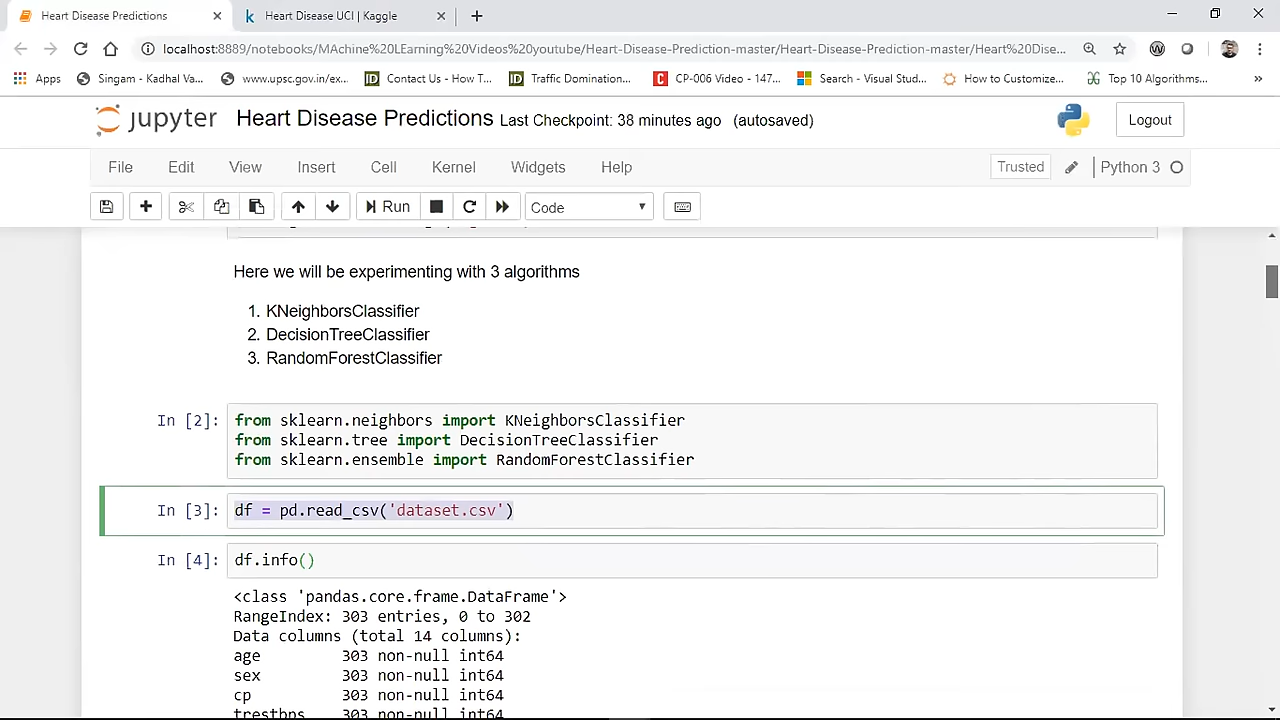 Heart Disease Predictions
Heart Disease UCI | Kaggle
localhost:8889/notebooks/MAchine%20LEarning%20Videos%20youtube/Heart-Disease-Prediction-master/Heart-Disease-Prediction-master/Heart%20Dise...
Apps Singam - Kadhal Va... www.upsc.gov.in/ex... Contact Us - How T... Traffic Domination... CP-006 Video - 147... Search - Visual Stud... How to Customize... Top 10 Algorithms... »
jupyter Heart Disease Predictions Last Checkpoint: 38 minutes ago (autosaved) Logout
File Edit View Insert Cell Kernel Widgets Help Trusted Python 3
Run Code
Here we will be experimenting with 3 algorithms
1. KNeighborsClassifier
2. DecisionTreeClassifier
3. RandomForestClassifier
In [2]: from sklearn.neighbors import KNeighborsClassifier
from sklearn.tree import DecisionTreeClassifier
from sklearn.ensemble import RandomForestClassifier
In [3]: df = pd.read_csv('dataset.csv')
In [4]: df.info()
<class 'pandas.core.frame.DataFrame'>
RangeIndex: 303 entries, 0 to 302
Data columns (total 14 columns):
age 303 non-null int64
sex 303 non-null int64
cp 303 non-null int64
trestbps 303 non-null int64